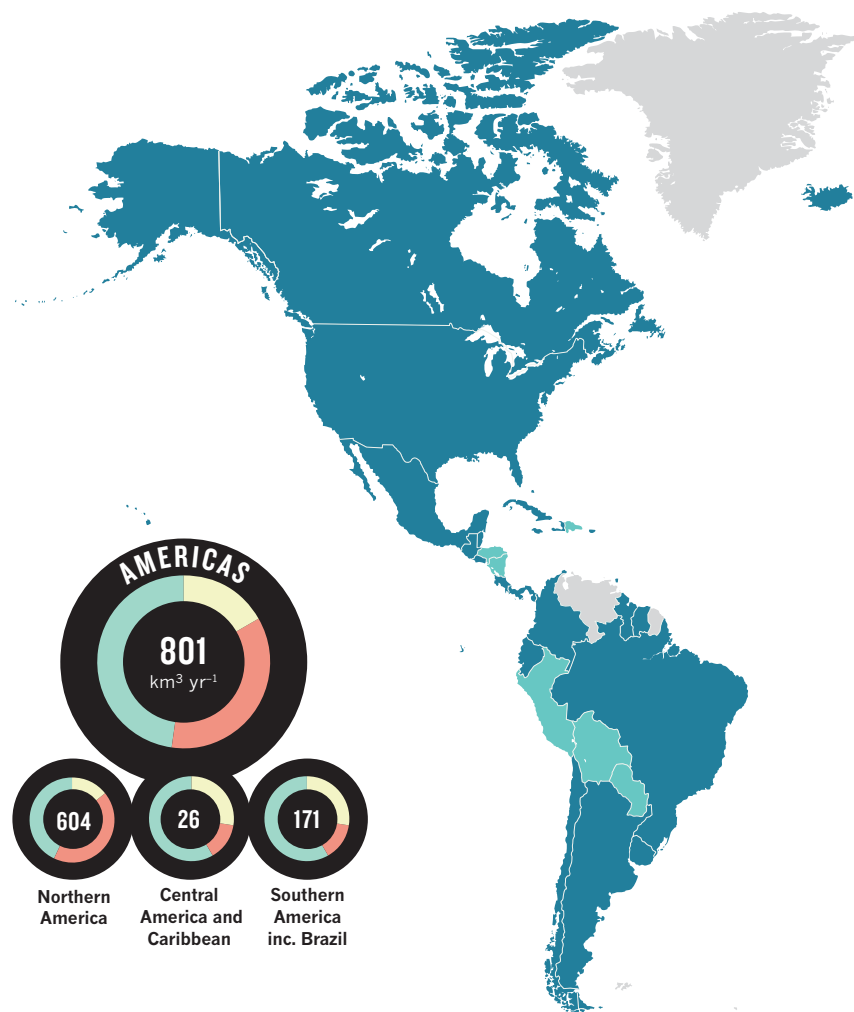 AMERICAS
801
km³ yr⁻¹
604
26
171
Northern
America
Central
America and
Caribbean
Southern
America
inc. Brazil